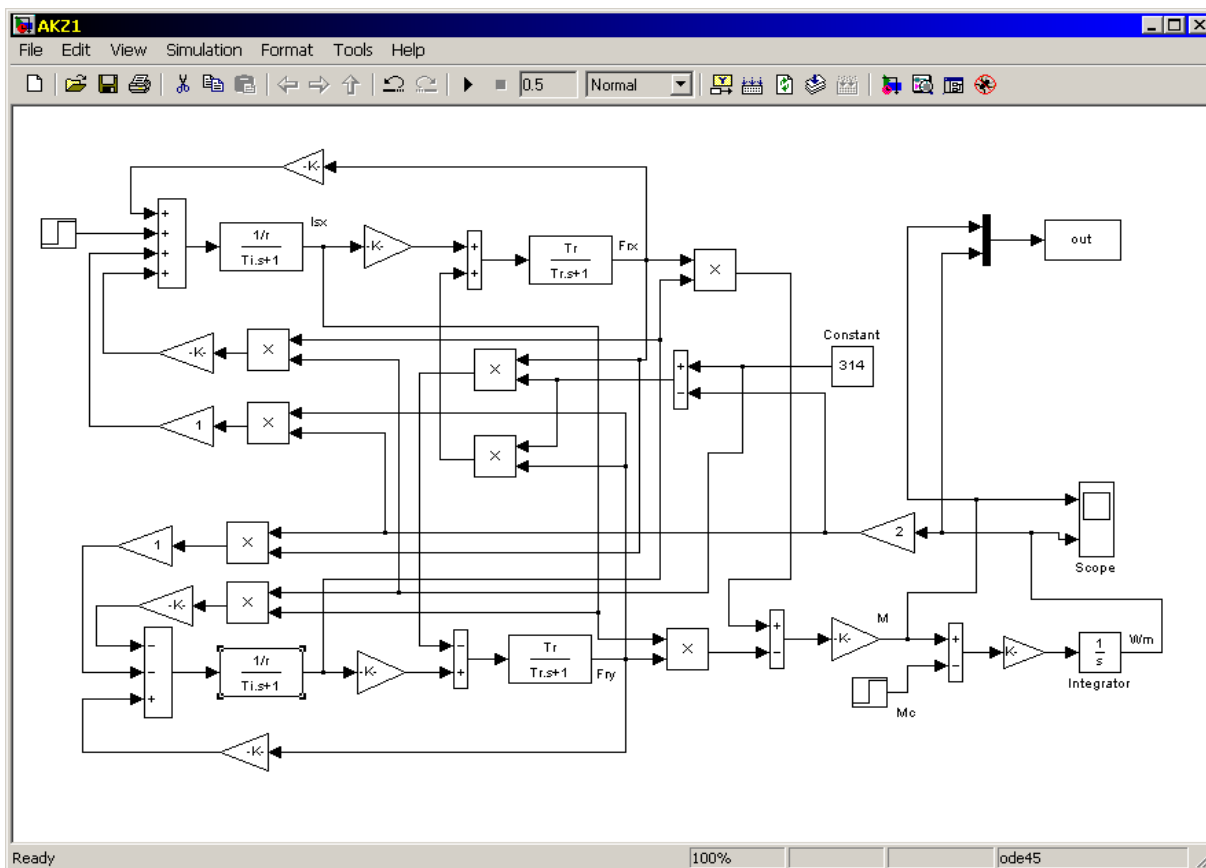 AKZ1
File Edit View Simulation Format Tools Help
0.5 Normal
-K-
+
+
+
+
1/r
Ti.s+1
Isx
-K-
+
+
Tr
Tr.s+1
Frx
×
out
-K-
×
×
+
−
Constant
314
1
×
×
1
×
2
Scope
-K-
×
−
−
+
1/r
Ti.s+1
-K-
−
+
Tr
Tr.s+1
Fry
×
+
−
-K-
M
+
−
K-
1
s
Integrator
Wm
Mc
-K-
Ready 100% ode45